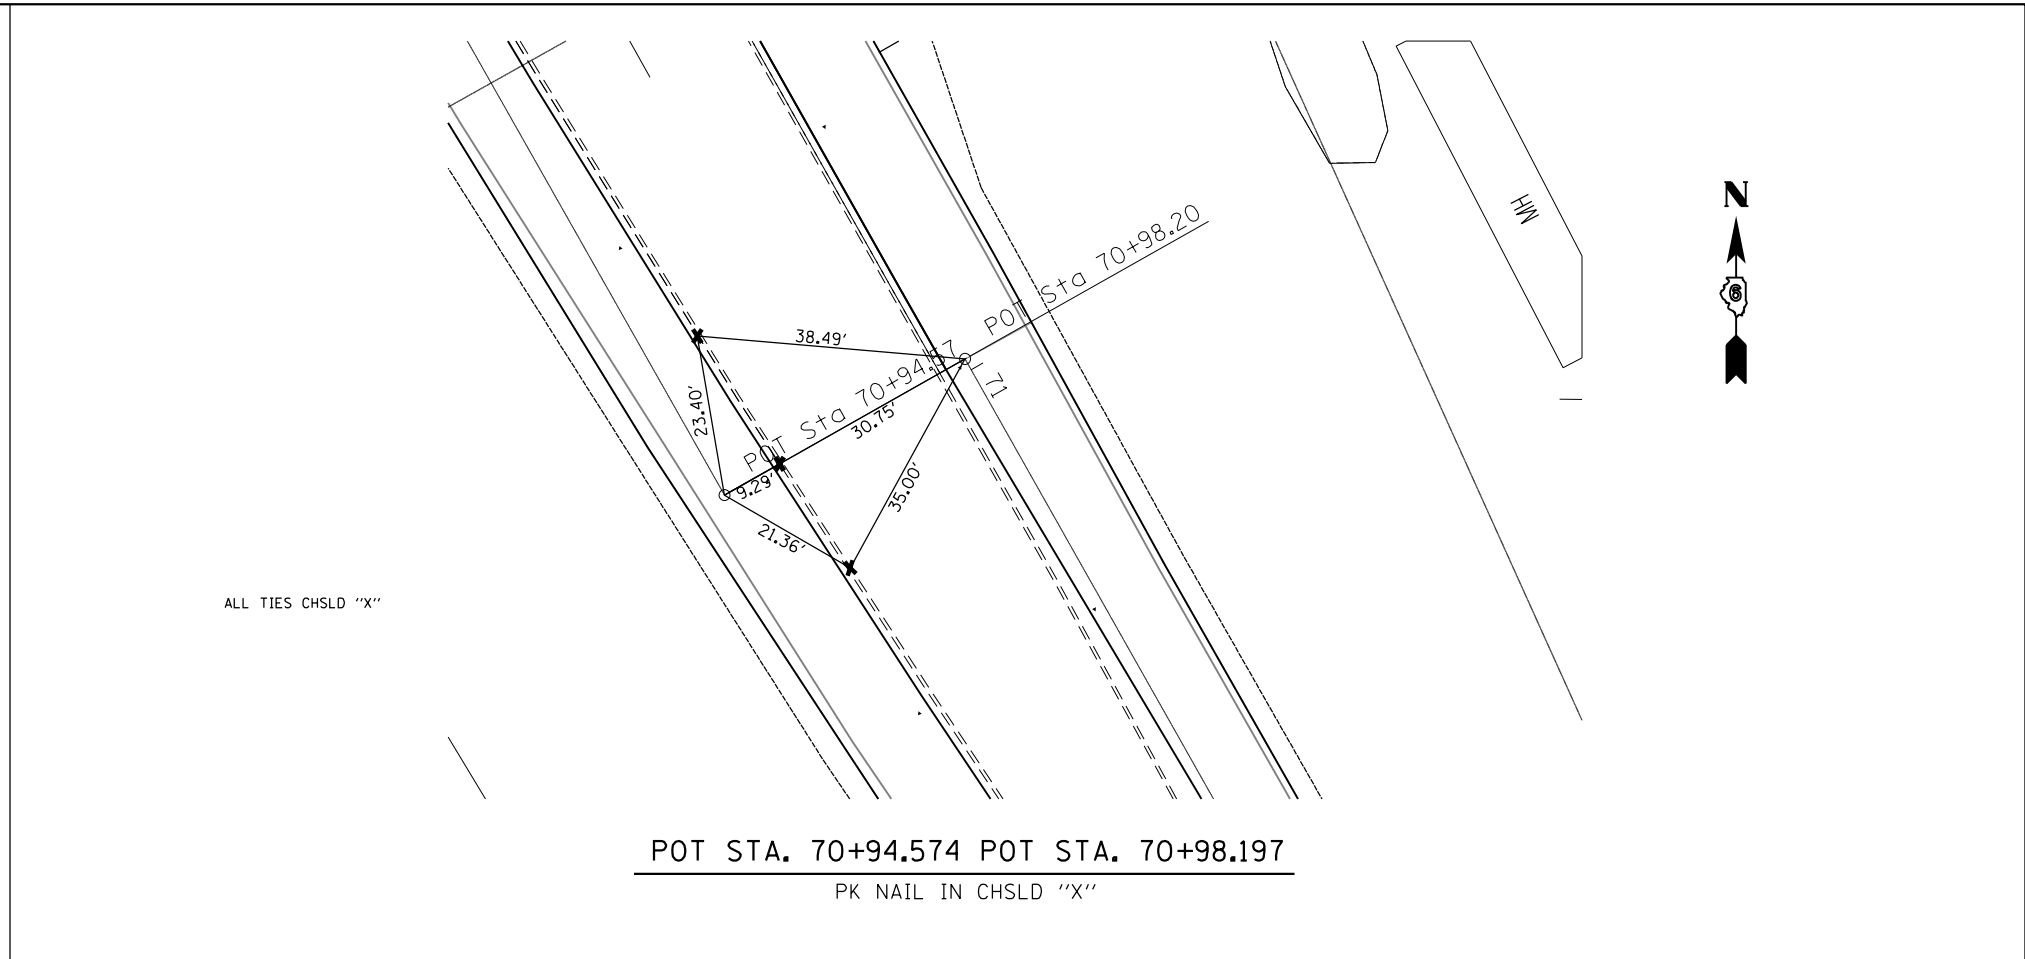 N
MH
6
POT Sta 70+98.20
38.49'
POT Sta 70+94.57
71
23.40'
30.75'
9.29'
35.00'
21.36'
ALL TIES CHSLD "X"
POT STA. 70+94.574 POT STA. 70+98.197
PK NAIL IN CHSLD "X"